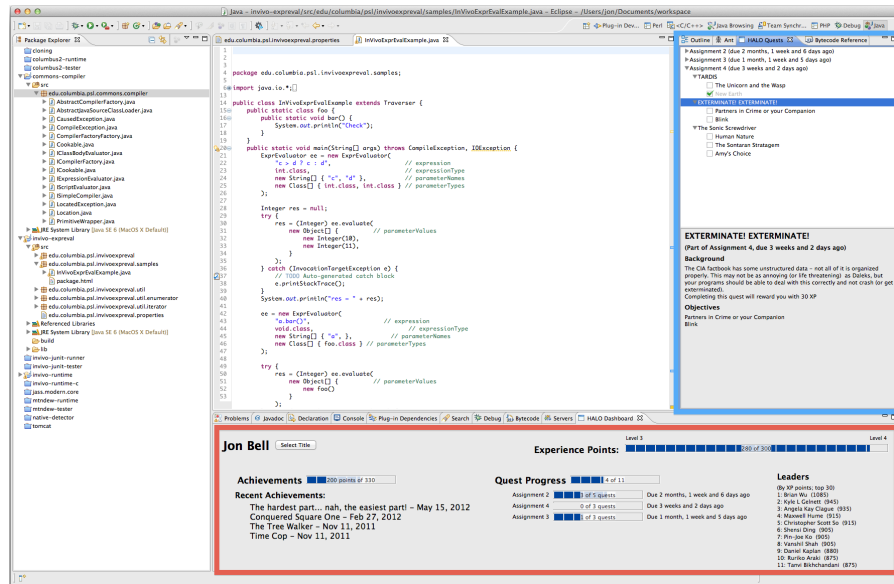 Java – invivo-expreval/src/edu/columbia/psl/invivoexpreval/samples/InVivoExprEvalExample.java – Eclipse – /Users/jon/Documents/workspace
Plug-in Dev... Perl <C/C++> Java Browsing Team Synchr... PHP Debug Java
Package Explorer
cloning
columbus2-runtime
columbus2-tester
commons-compiler
src
edu.columbia.psl.commons.compiler
AbstractCompilerFactory.java
AbstractJavaSourceClassLoader.java
CausedException.java
CompileException.java
CompilerFactoryFactory.java
Cookable.java
IClassBodyEvaluator.java
ICompilerFactory.java
ICookable.java
IExpressionEvaluator.java
IScriptEvaluator.java
ISimpleCompiler.java
LocatedException.java
Location.java
PrimitiveWrapper.java
JRE System Library [Java SE 6 (MacOS X Default)]
invivo-expreval
src
edu.columbia.psl.invivoexpreval
edu.columbia.psl.invivoexpreval.samples
InVivoExprEvalExample.java
package.html
edu.columbia.psl.invivoexpreval.util
edu.columbia.psl.invivoexpreval.util.enumerator
edu.columbia.psl.invivoexpreval.util.iterator
edu.columbia.psl.invivoexpreval.properties
Referenced Libraries
JRE System Library [Java SE 6 (MacOS X Default)]
build
lib
invivo-junit-runner
invivo-junit-tester
invivo-runtime
invivo-runtime-c
jass.modern.core
mtndew-runtime
mtndew-tester
native-detector
tomcat
edu.columbia.psl.invivoexpreval.properties InVivoExprEvalExample.java
package edu.columbia.psl.invivoexpreval.samples;
import java.io.*;
public class InVivoExprEvalExample extends Traverser {
public static class Foo {
public static void bar() {
System.out.println("Check");
}
}
public static void main(String[] args) throws CompileException, IOException {
ExprEvaluator ee = new ExprEvaluator(
"c > d ? c : d", // expression
int.class, // expressionType
new String[] { "c", "d" }, // parameterNames
new Class[] { int.class, int.class } // parameterTypes
);
Integer res = null;
try {
res = (Integer) ee.evaluate(
new Object[] { // parameterValues
new Integer(10),
new Integer(11),
}
);
} catch (InvocationTargetException e) {
// TODO Auto-generated catch block
e.printStackTrace();
}
System.out.println("res = " + res);
ee = new ExprEvaluator(
"a.bar()", // expression
void.class, // expressionType
new String[] { "a", }, // parameterNames
new Class[] { Foo.class } // parameterTypes
);
try {
res = (Integer) ee.evaluate(
new Object[] { // parameterValues
new Foo()
}
);
Outline Ant HALO Quests Bytecode Reference
Assignment 2 (due 2 months, 1 week and 6 days ago)
Assignment 3 (due 1 month, 1 week and 5 days ago)
Assignment 4 (due 3 weeks and 2 days ago)
TARDIS
The Unicorn and the Wasp
New Earth
EXTERMINATE! EXTERMINATE!
Partners in Crime or your Companion
Blink
The Sonic Screwdriver
Human Nature
The Sontaran Stratagem
Amy's Choice
EXTERMINATE! EXTERMINATE!
(Part of Assignment 4, due 3 weeks and 2 days ago)
Background
The CIA factbook has some unstructured data – not all of it is organized
properly. This may not be as annoying (or life threatening) as Daleks, but
your programs should be able to deal with this correctly and not crash (or get
exterminated).
Completing this quest will reward you with 30 XP
Objectives
Partners in Crime or your Companion
Blink
Problems Javadoc Declaration Console Plug-in Dependencies Search Debug Bytecode Servers HALO Dashboard
Jon Bell Select Title
Experience Points: Level 3 280 of 300 Level 4
Achievements 200 points of 330
Recent Achievements:
The hardest part... nah, the easiest part! – May 15, 2012
Conquered Square One – Feb 27, 2012
The Tree Walker – Nov 11, 2011
Time Cop – Nov 11, 2011
Quest Progress 4 of 11
Assignment 2 3 of 5 quests Due 2 months, 1 week and 6 days ago
Assignment 4 0 of 3 quests Due 3 weeks and 2 days ago
Assignment 3 1 of 3 quests Due 1 month, 1 week and 5 days ago
Leaders
(By XP points; top 30)
1: Brian Wu (1085)
2: Kyle L Gelnett (945)
3: Angela Kay Clague (935)
4: Maxwell Hume (915)
5: Christopher Scott So (915)
6: Shensi Ding (905)
7: Pin-Joe Ko (905)
8: Vanshil Shah (905)
9: Daniel Kaplan (880)
10: Ruriko Araki (875)
11: Tanvi Bikhchandani (875)